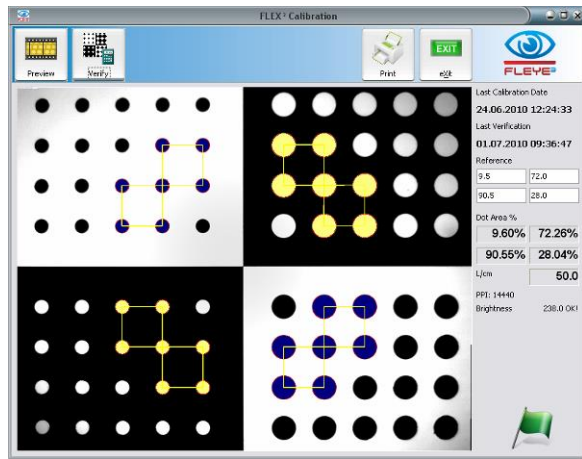 FLEX³ Calibration
Preview
Verify
Print
EXIT
eXit
FLEYE³
Last Calibration Date
24.06.2010 12:24:33
Last Verification
01.07.2010 09:36:47
Reference
9.5 72.0
90.5 28.0
Dot Area %
9.60% 72.26%
90.55% 28.04%
L/cm 50.0
PPI: 14440
Brightness 238.0 OK!